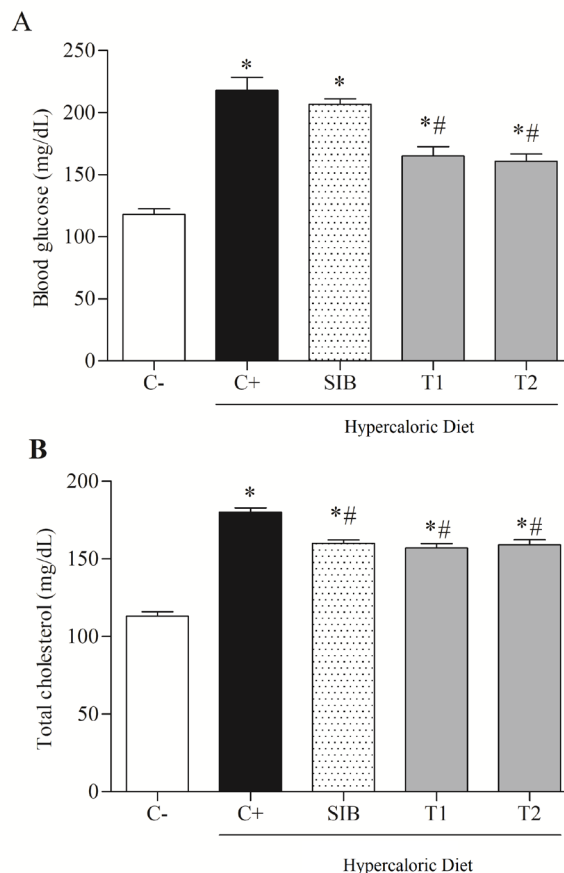 A
Blood glucose (mg/dL)
250
200
150
100
50
0
*
*
*#
*#
C-
C+
SIB
T1
T2
Hypercaloric Diet
B
Total cholesterol (mg/dL)
200
150
100
50
0
*
*#
*#
*#
C-
C+
SIB
T1
T2
Hypercaloric Diet